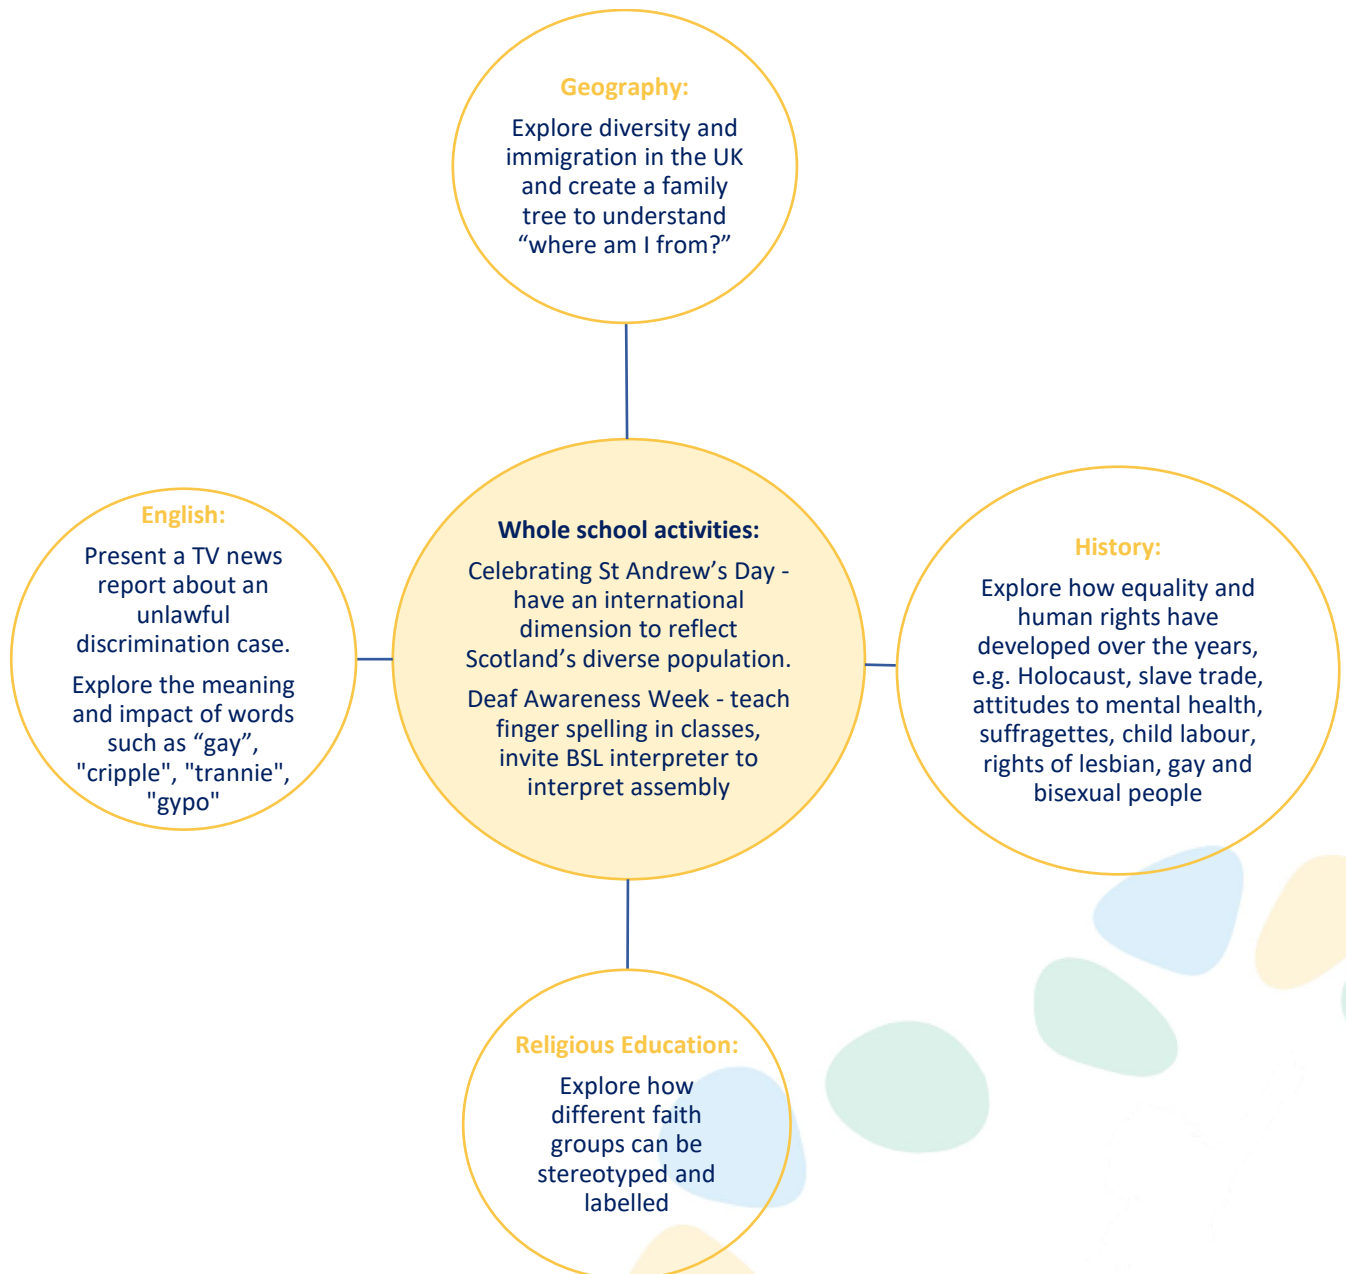 Geography:
Explore diversity and
immigration in the UK
and create a family
tree to understand
“where am I from?”
English:
Present a TV news
report about an
unlawful
discrimination case.
Explore the meaning
and impact of words
such as “gay”,
"cripple", "trannie",
"gypo"
Whole school activities:
Celebrating St Andrew’s Day -
have an international
dimension to reflect
Scotland’s diverse population.
Deaf Awareness Week - teach
finger spelling in classes,
invite BSL interpreter to
interpret assembly
History:
Explore how equality and
human rights have
developed over the years,
e.g. Holocaust, slave trade,
attitudes to mental health,
suffragettes, child labour,
rights of lesbian, gay and
bisexual people
Religious Education:
Explore how
different faith
groups can be
stereotyped and
labelled